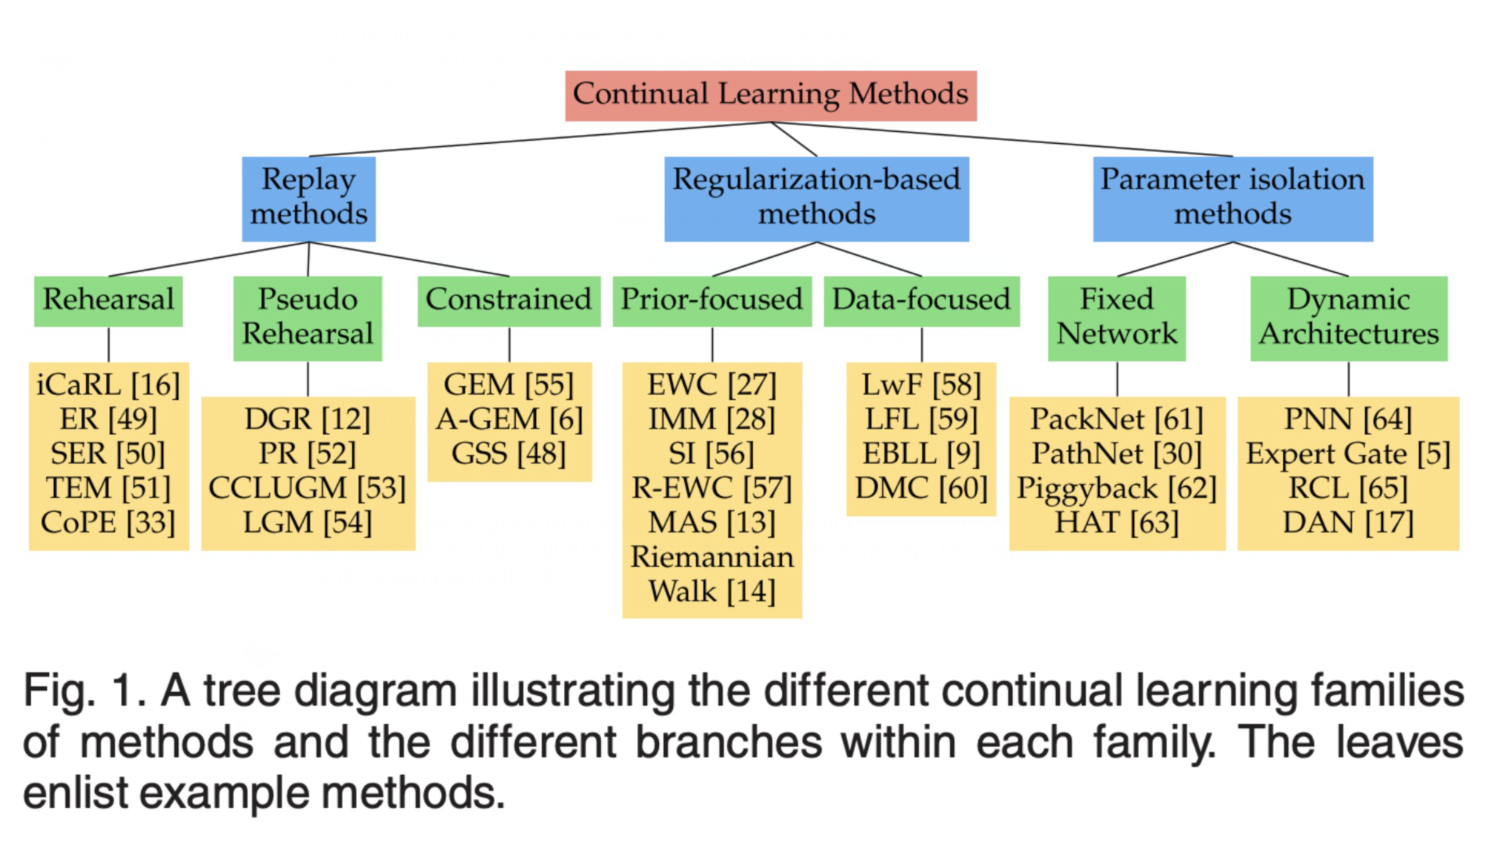 Continual Learning Methods
Replay
methods
Regularization-based
methods
Parameter isolation
methods
Rehearsal
Pseudo
Rehearsal
Constrained
Prior-focused
Data-focused
Fixed
Network
Dynamic
Architectures
iCaRL [16]
ER [49]
SER [50]
TEM [51]
CoPE [33]
DGR [12]
PR [52]
CCLUGM [53]
LGM [54]
GEM [55]
A-GEM [6]
GSS [48]
EWC [27]
IMM [28]
SI [56]
R-EWC [57]
MAS [13]
Riemannian
Walk [14]
LwF [58]
LFL [59]
EBLL [9]
DMC [60]
PackNet [61]
PathNet [30]
Piggyback [62]
HAT [63]
PNN [64]
Expert Gate [5]
RCL [65]
DAN [17]
Fig. 1. A tree diagram illustrating the different continual learning families
of methods and the different branches within each family. The leaves
enlist example methods.